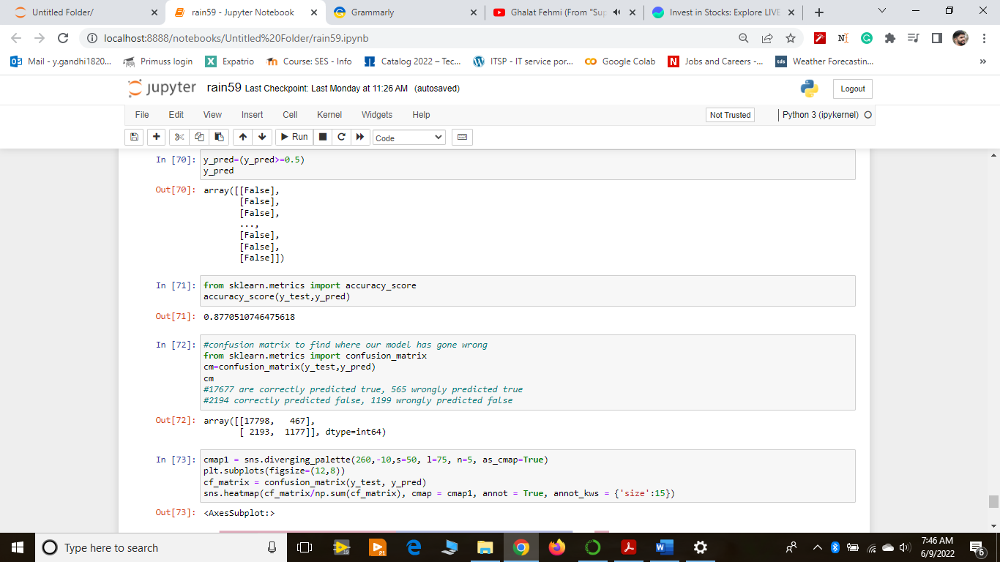 Untitled Folder/
rain59 - Jupyter Notebook
Grammarly
Ghalat Fehmi (From "Sup
Invest in Stocks: Explore LIVE
localhost:8888/notebooks/Untitled%20Folder/rain59.ipynb
Mail - y.gandhi1820...
Primuss login
Expatrio
Course: SES - Info
Catalog 2022 – Tec...
ITSP - IT service por...
Google Colab
Jobs and Careers -...
Weather Forecastin...
jupyter rain59 Last Checkpoint: Last Monday at 11:26 AM (autosaved)
Logout
File Edit View Insert Cell Kernel Widgets Help
Not Trusted
Python 3 (ipykernel)
Run
Code
In [70]: y_pred=(y_pred>=0.5)
y_pred
Out[70]: array([[False],
[False],
[False],
...,
[False],
[False],
[False]])
In [71]: from sklearn.metrics import accuracy_score
accuracy_score(y_test,y_pred)
Out[71]: 0.8770510746475618
In [72]: #confusion matrix to find where our model has gone wrong
from sklearn.metrics import confusion_matrix
cm=confusion_matrix(y_test,y_pred)
cm
#17677 are correctly predicted true, 565 wrongly predicted true
#2194 correctly predicted false, 1199 wrongly predicted false
Out[72]: array([[17798, 467],
[ 2193, 1177]], dtype=int64)
In [73]: cmap1 = sns.diverging_palette(260,-10,s=50, l=75, n=5, as_cmap=True)
plt.subplots(figsize=(12,8))
cf_matrix = confusion_matrix(y_test, y_pred)
sns.heatmap(cf_matrix/np.sum(cf_matrix), cmap = cmap1, annot = True, annot_kws = {'size':15})
Out[73]: <AxesSubplot:>
Type here to search
7:46 AM
6/9/2022
6